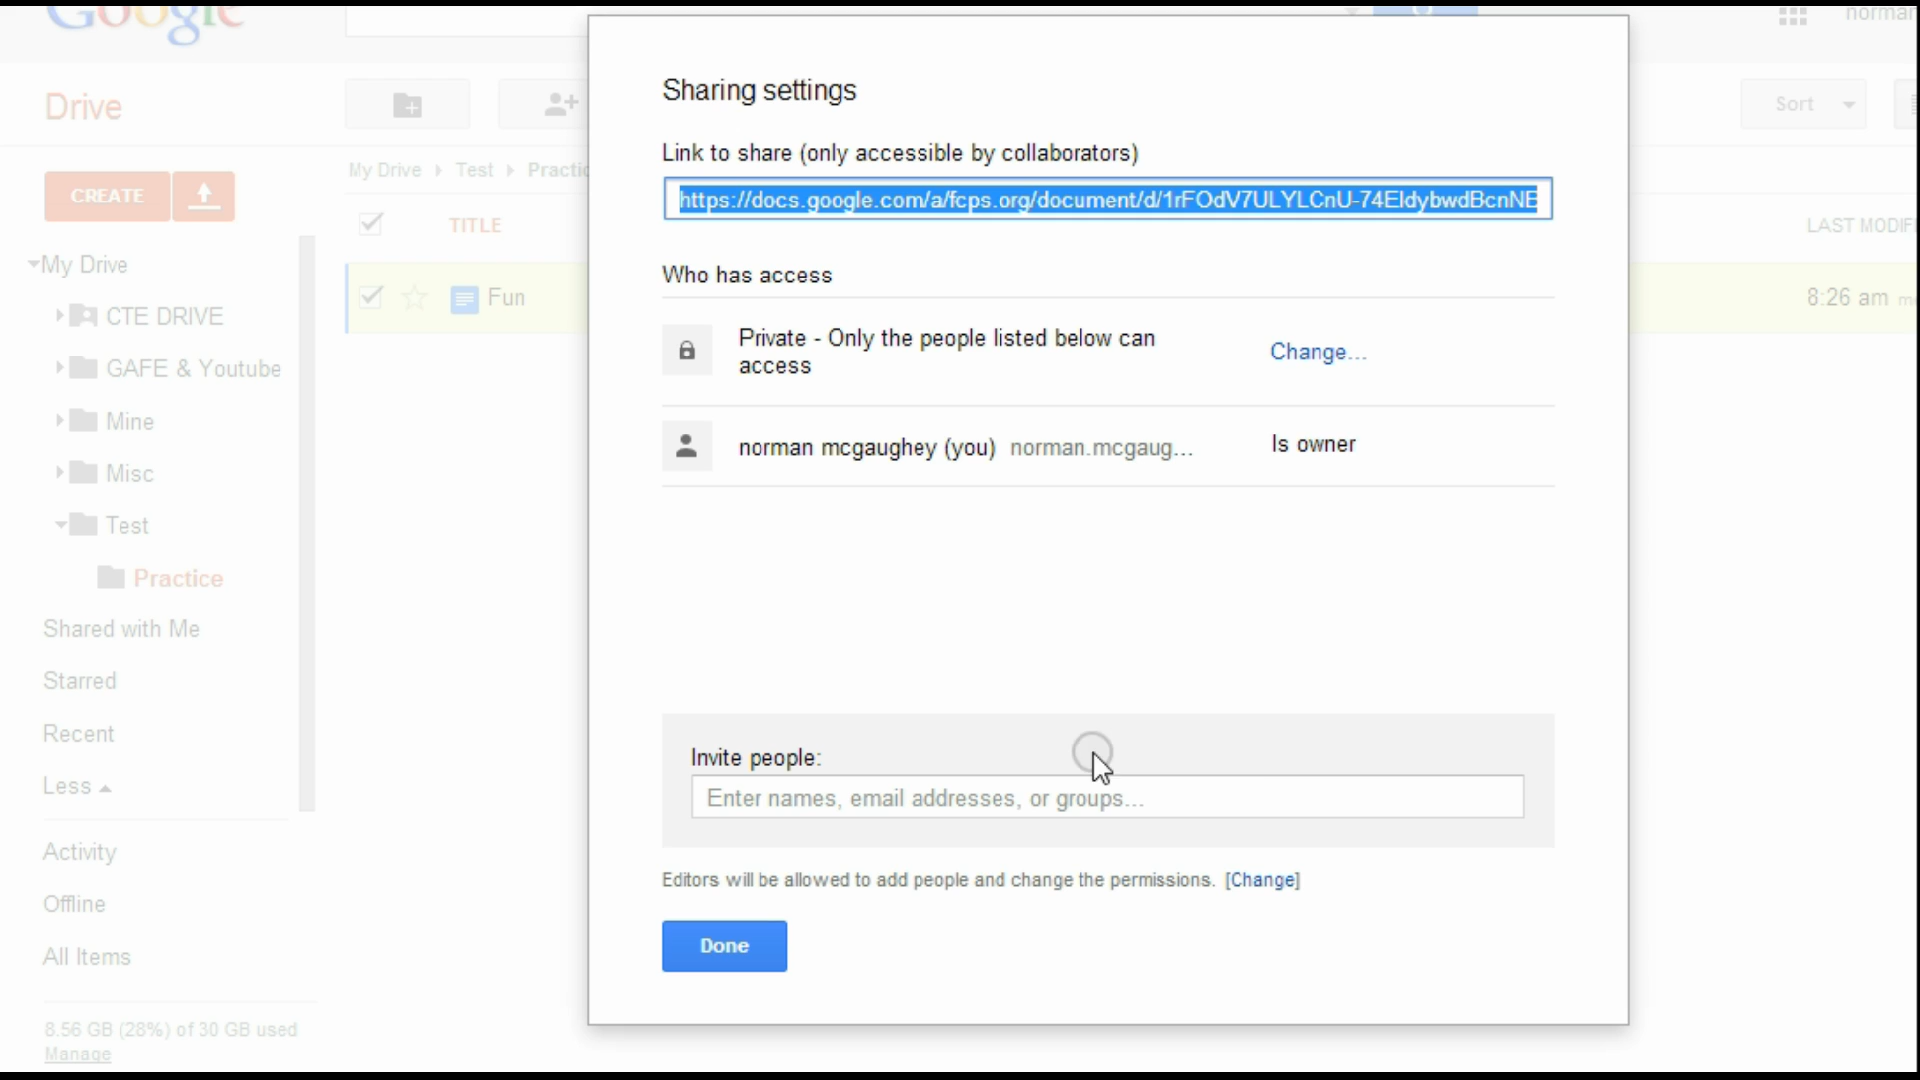 Google
norman
Drive
Sort
Sharing settings
Link to share (only accessible by collaborators)
https://docs.google.com/a/fcps.org/document/d/1rFOdV7ULYLCnU-74EldybwdBcnNE
My Drive Test Practic
CREATE
TITLE
LAST MODIFI
My Drive
CTE DRIVE
GAFE & Youtube
Mine
Misc
Test
Practice
Shared with Me
Starred
Recent
Less
Activity
Offline
All Items
8.56 GB (28%) of 30 GB used
Manage
Fun
8:26 am
Who has access
Private - Only the people listed below can
access
Change...
norman mcgaughey (you) norman.mcgaug...
Is owner
Invite people:
Enter names, email addresses, or groups...
Editors will be allowed to add people and change the permissions. [Change]
Done